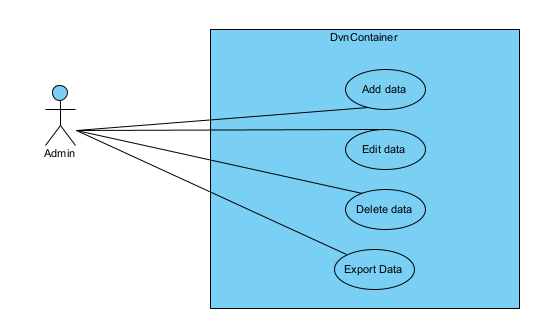 DvnContainer
Add data
Admin
Edit data
Delete data
Export Data